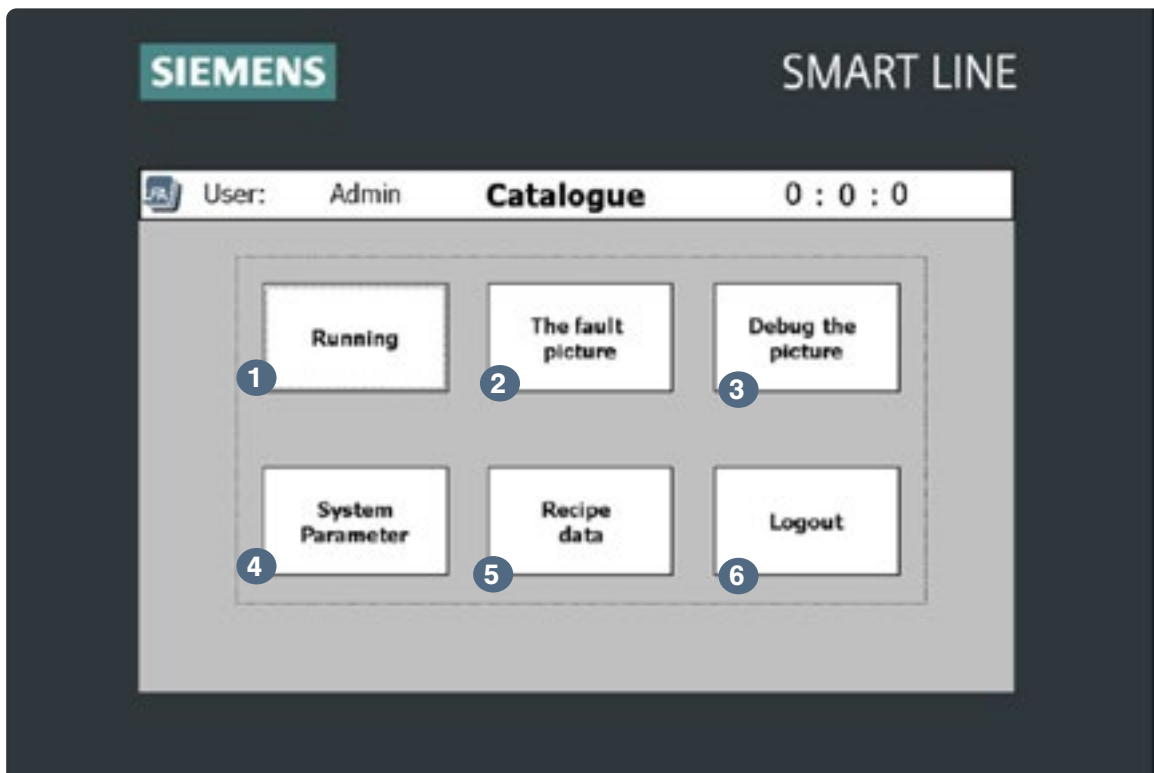 SIEMENS
SMART LINE
User: Admin Catalogue 0 : 0 : 0
Running
The fault
picture
Debug the
picture
1
2
3
System
Parameter
Recipe
data
Logout
4
5
6